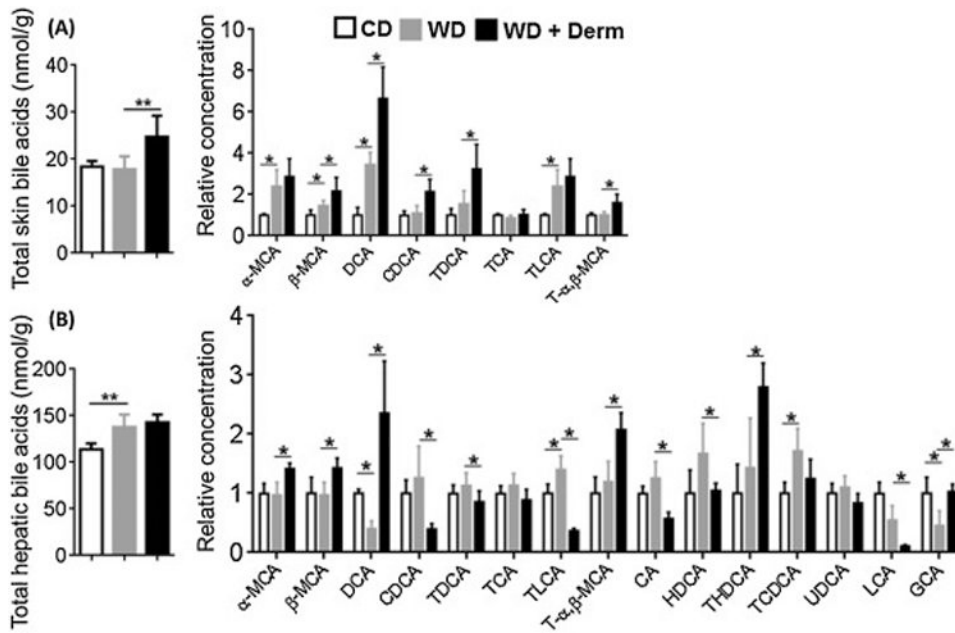 (A)
Total skin bile acids (nmol/g)
40
30
20
10
0
**
CD WD WD + Derm
Relative concentration
10
8
6
4
2
0
* * * * * * * * *
α-MCA β-MCA DCA CDCA TDCA TCA TLCA T-α,β-MCA
(B)
Total hepatic bile acids (nmol/g)
200
150
100
50
0
**
Relative concentration
4
3
2
1
0
* * * * * * * * * * * * * * * *
α-MCA β-MCA DCA CDCA TDCA TCA TLCA T-α,β-MCA CA HDCA THDCA TCDCA UDCA LCA GCA